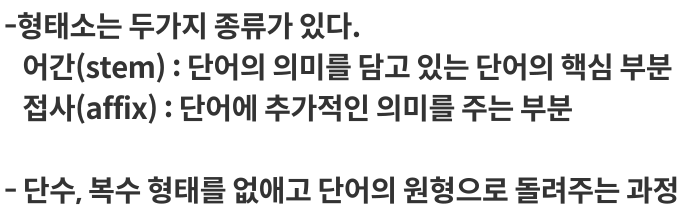 -형태소는 두가지 종류가 있다.
어간(stem) : 단어의 의미를 담고 있는 단어의 핵심 부분
접사(affix) : 단어에 추가적인 의미를 주는 부분
- 단수, 복수 형태를 없애고 단어의 원형으로 돌려주는 과정